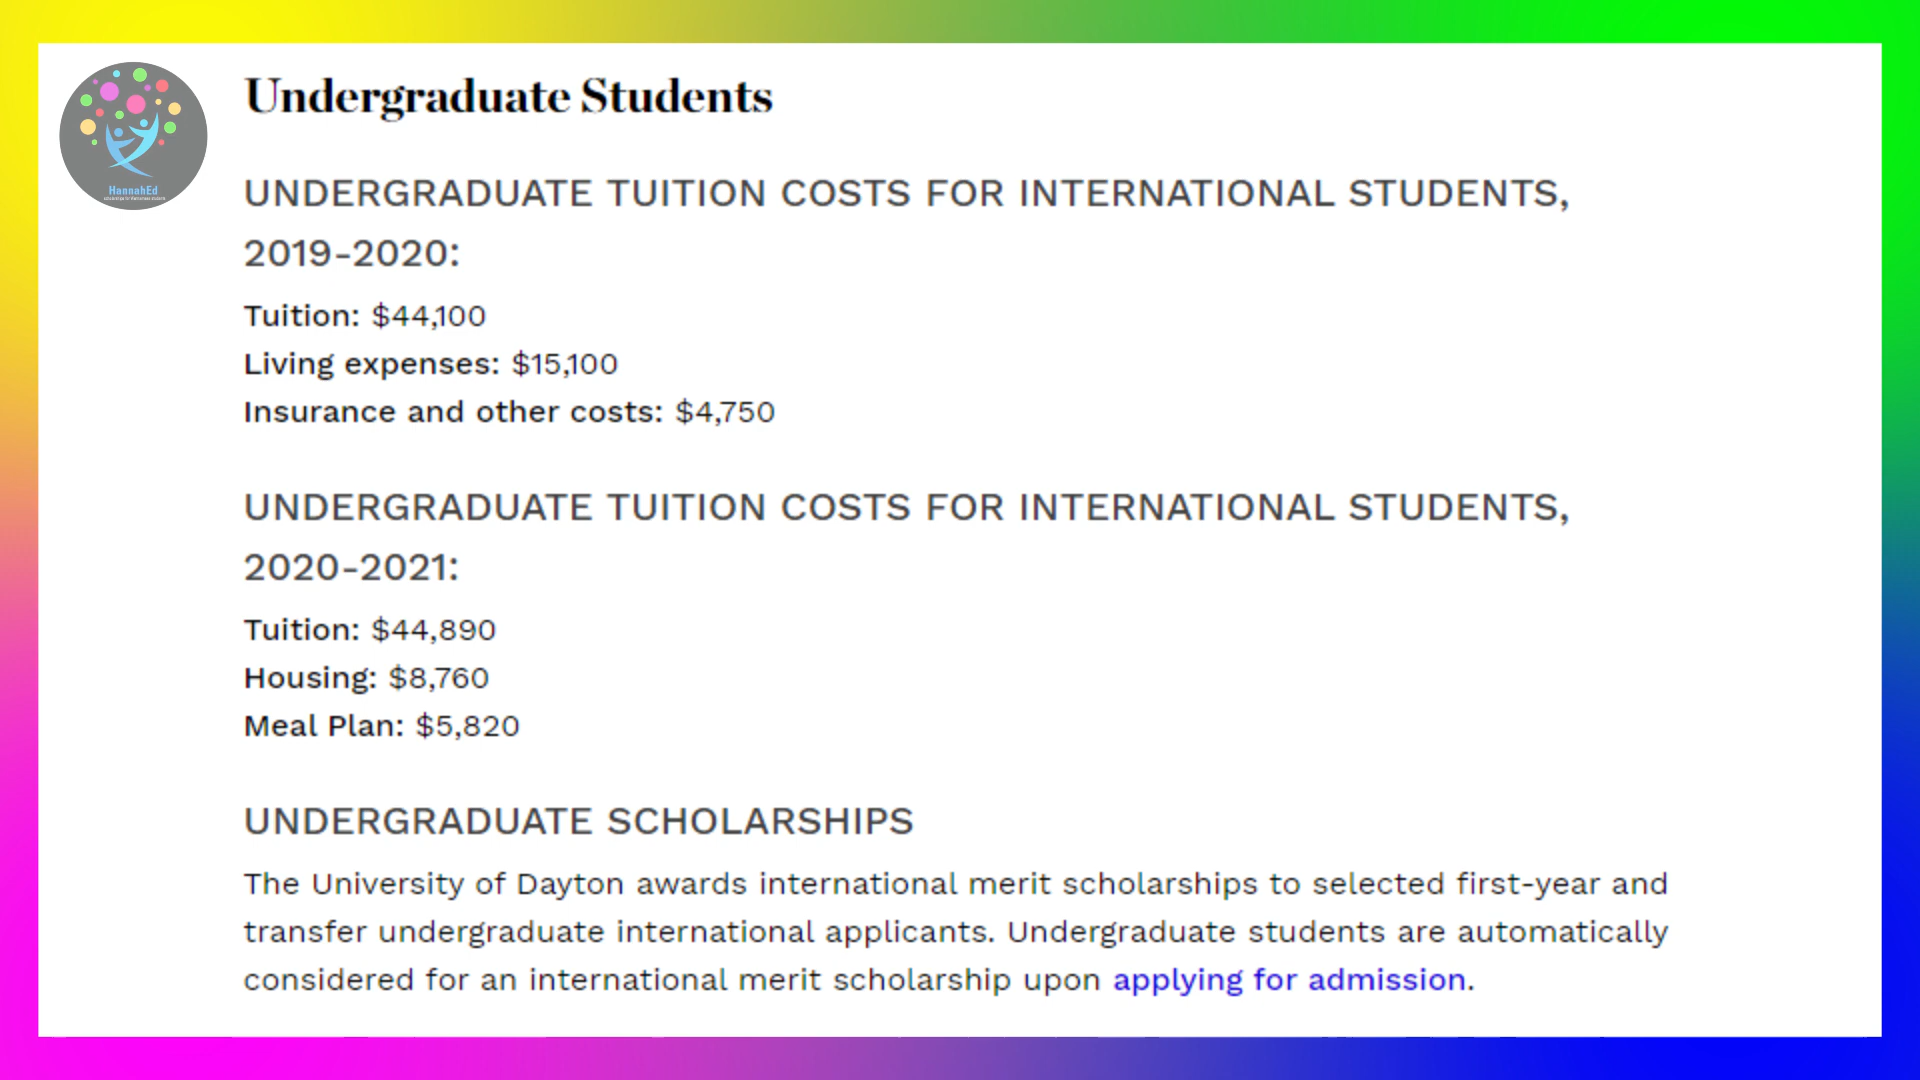 HannahEd
Undergraduate Students
UNDERGRADUATE TUITION COSTS FOR INTERNATIONAL STUDENTS,
2019-2020:
Tuition: $44,100
Living expenses: $15,100
Insurance and other costs: $4,750
UNDERGRADUATE TUITION COSTS FOR INTERNATIONAL STUDENTS,
2020-2021:
Tuition: $44,890
Housing: $8,760
Meal Plan: $5,820
UNDERGRADUATE SCHOLARSHIPS
The University of Dayton awards international merit scholarships to selected first-year and
transfer undergraduate international applicants. Undergraduate students are automatically
considered for an international merit scholarship upon applying for admission.